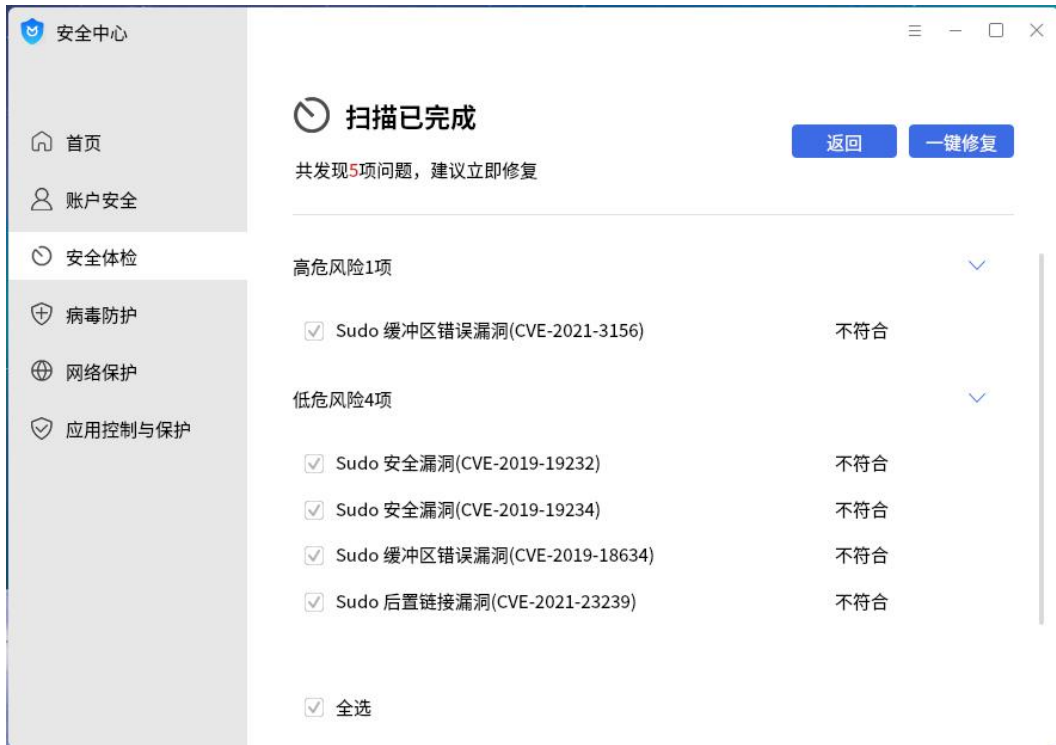 安全中心
首页
账户安全
安全体检
病毒防护
网络保护
应用控制与保护
扫描已完成
共发现5项问题，建议立即修复
返回
一键修复
高危风险1项
Sudo 缓冲区错误漏洞(CVE-2021-3156) 不符合
低危风险4项
Sudo 安全漏洞(CVE-2019-19232) 不符合
Sudo 安全漏洞(CVE-2019-19234) 不符合
Sudo 缓冲区错误漏洞(CVE-2019-18634) 不符合
Sudo 后置链接漏洞(CVE-2021-23239) 不符合
全选